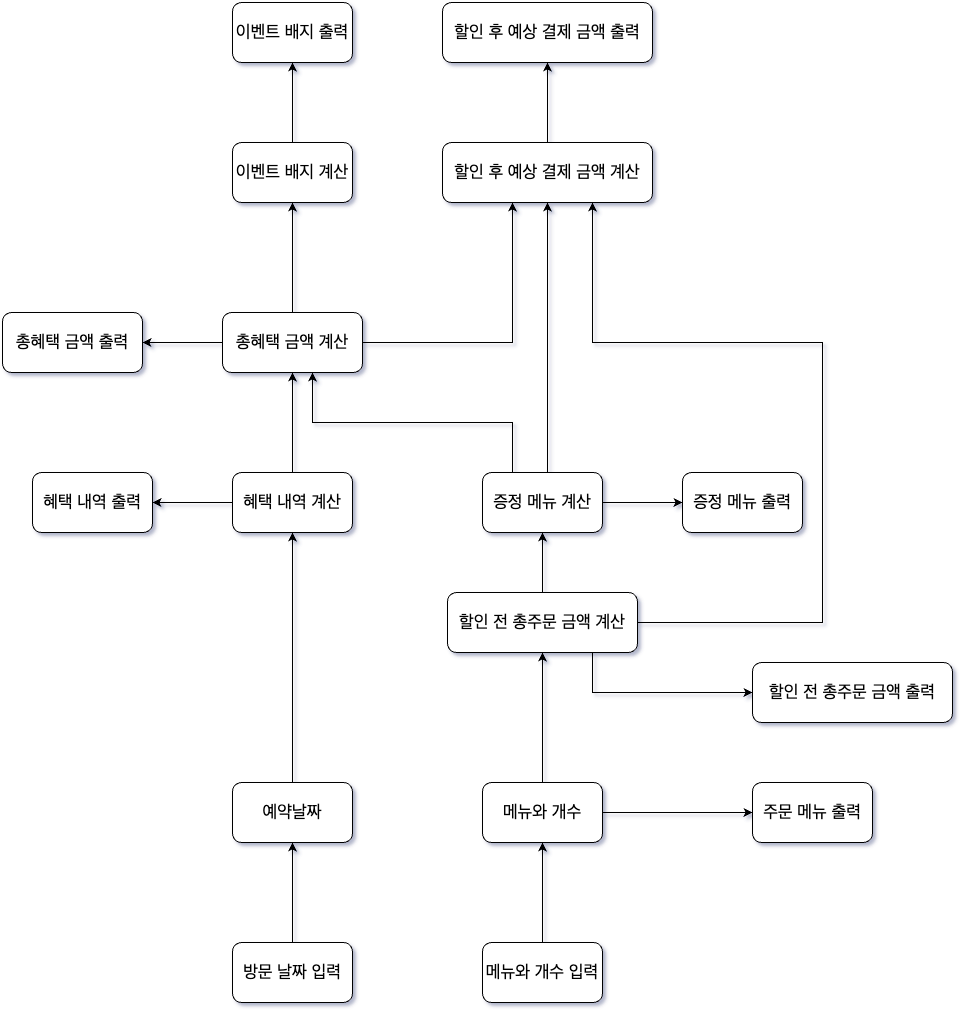 이벤트 배지 출력
할인 후 예상 결제 금액 출력
이벤트 배지 계산
할인 후 예상 결제 금액 계산
총혜택 금액 출력
총혜택 금액 계산
혜택 내역 출력
혜택 내역 계산
증정 메뉴 계산
증정 메뉴 출력
할인 전 총주문 금액 계산
할인 전 총주문 금액 출력
예약날짜
메뉴와 개수
주문 메뉴 출력
방문 날짜 입력
메뉴와 개수 입력